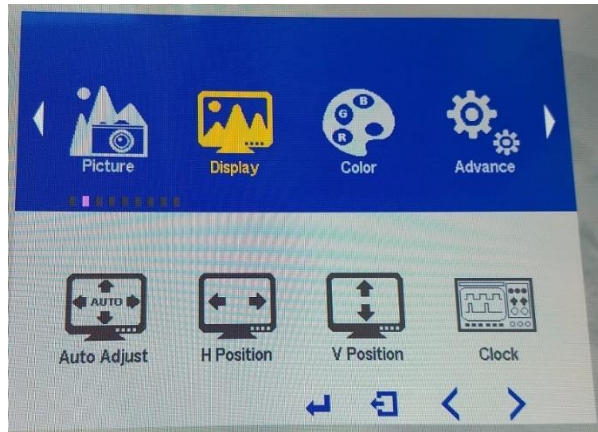 G B
R
Picture Display Color Advance
AUTO
Auto Adjust H Position V Position Clock